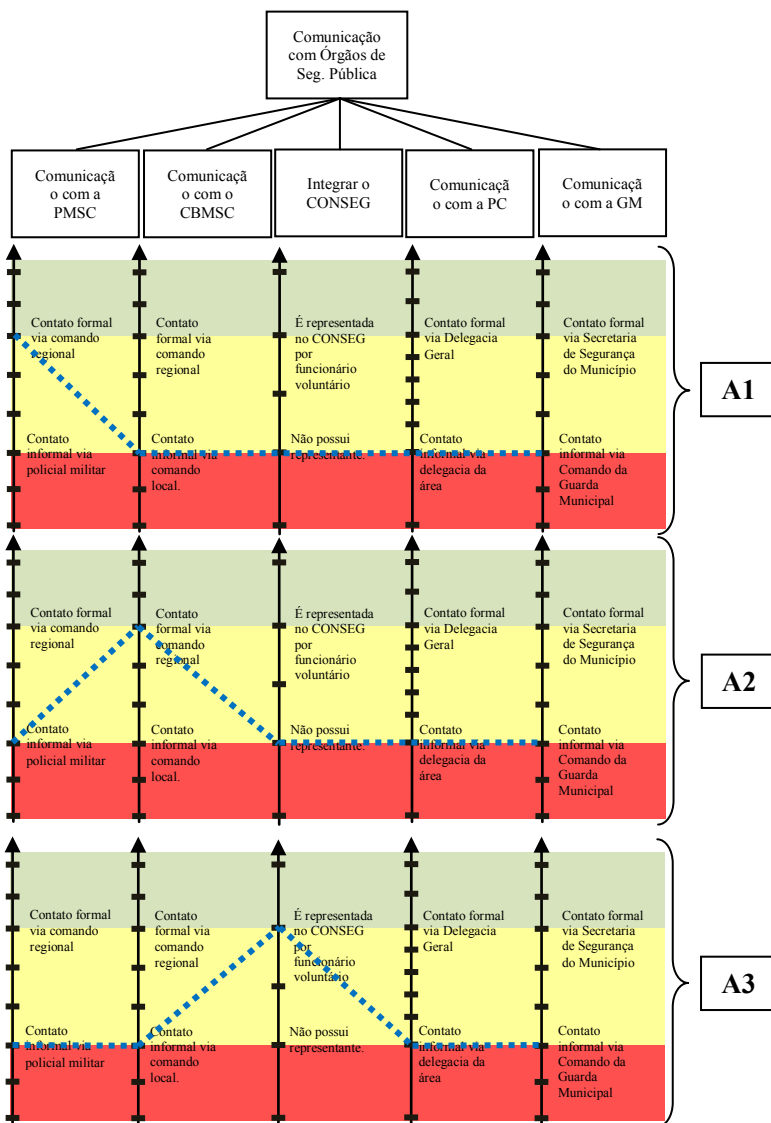 Comunicação
com Órgãos de
Seg. Pública
Comunicaçã
o com a
PMSC
Comunicaçã
o com o
CBMSC
Integrar o
CONSEG
Comunicaçã
o com a PC
Comunicaçã
o com a GM
Contato formal
via comando
regional
Contato
formal via
comando
regional
É representada
no CONSEG
por
funcionário
voluntário
Contato formal
via Delegacia
Geral
Contato formal
via Secretaria
de Segurança
do Município
Contato
informal via
policial militar
Contato
informal via
comando
local.
Não possui
representante.
Contato
informal via
delegacia da
área
Contato
informal via
Comando da
Guarda
Municipal
A1
Contato formal
via comando
regional
Contato
formal via
comando
regional
É representada
no CONSEG
por
funcionário
voluntário
Contato formal
via Delegacia
Geral
Contato formal
via Secretaria
de Segurança
do Município
Contato
informal via
policial militar
Contato
informal via
comando
local.
Não possui
representante.
Contato
informal via
delegacia da
área
Contato
informal via
Comando da
Guarda
Municipal
A2
Contato formal
via comando
regional
Contato
formal via
comando
regional
É representada
no CONSEG
por
funcionário
voluntário
Contato formal
via Delegacia
Geral
Contato formal
via Secretaria
de Segurança
do Município
Contato
informal via
policial militar
Contato
informal via
comando
local.
Não possui
representante.
Contato
informal via
delegacia da
área
Contato
informal via
Comando da
Guarda
Municipal
A3